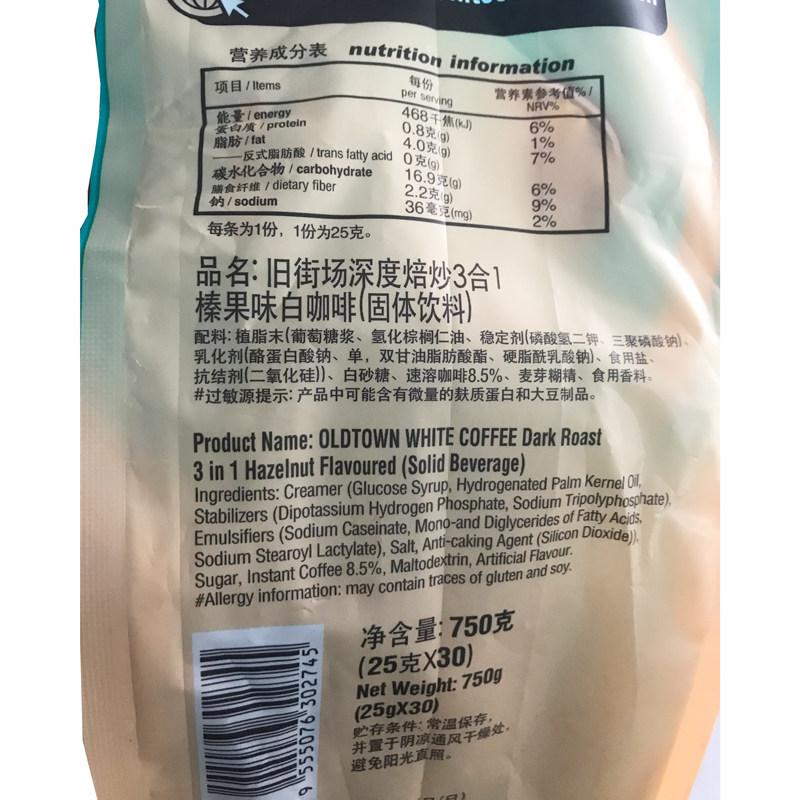 营养成分表 nutrition information
项目 / Items 每份 per serving 营养素参考值% / NRV%
能量 / energy 468千焦(kJ) 6%
蛋白质 / protein 0.8克(g) 1%
脂肪 / fat 4.0克(g) 7%
——反式脂肪酸 / trans fatty acid 0克(g)
碳水化合物 / carbohydrate 16.9克(g) 6%
膳食纤维 / dietary fiber 2.2克(g) 9%
钠 / sodium 36毫克(mg) 2%
每条为1份，1份为25克。
品名: 旧街场深度焙炒3合1
榛果味白咖啡(固体饮料)
配料: 植脂末(葡萄糖浆、氢化棕榈仁油、稳定剂(磷酸氢二钾、三聚磷酸钠)、
乳化剂(酪蛋白酸钠、单，双甘油脂肪酸酯、硬脂酰乳酸钠)、食用盐、
抗结剂(二氧化硅))、白砂糖、速溶咖啡8.5%、麦芽糊精、食用香料。
#过敏源提示: 产品中可能含有微量的麸质蛋白和大豆制品。
Product Name: OLDTOWN WHITE COFFEE Dark Roast
3 in 1 Hazelnut Flavoured (Solid Beverage)
Ingredients: Creamer (Glucose Syrup, Hydrogenated Palm Kernel Oil,
Stabilizers (Dipotassium Hydrogen Phosphate, Sodium Tripolyphosphate),
Emulsifiers (Sodium Caseinate, Mono-and Diglycerides of Fatty Acids,
Sodium Stearoyl Lactylate), Salt, Anti-caking Agent (Silicon Dioxide)),
Sugar, Instant Coffee 8.5%, Maltodextrin, Artificial Flavour.
#Allergy information: may contain traces of gluten and soy.
净含量: 750克
(25克X30)
Net Weight: 750g
(25gX30)
贮存条件: 常温保存，
并置于阴凉通风干燥处，
避免阳光直照。
9 555076 302745